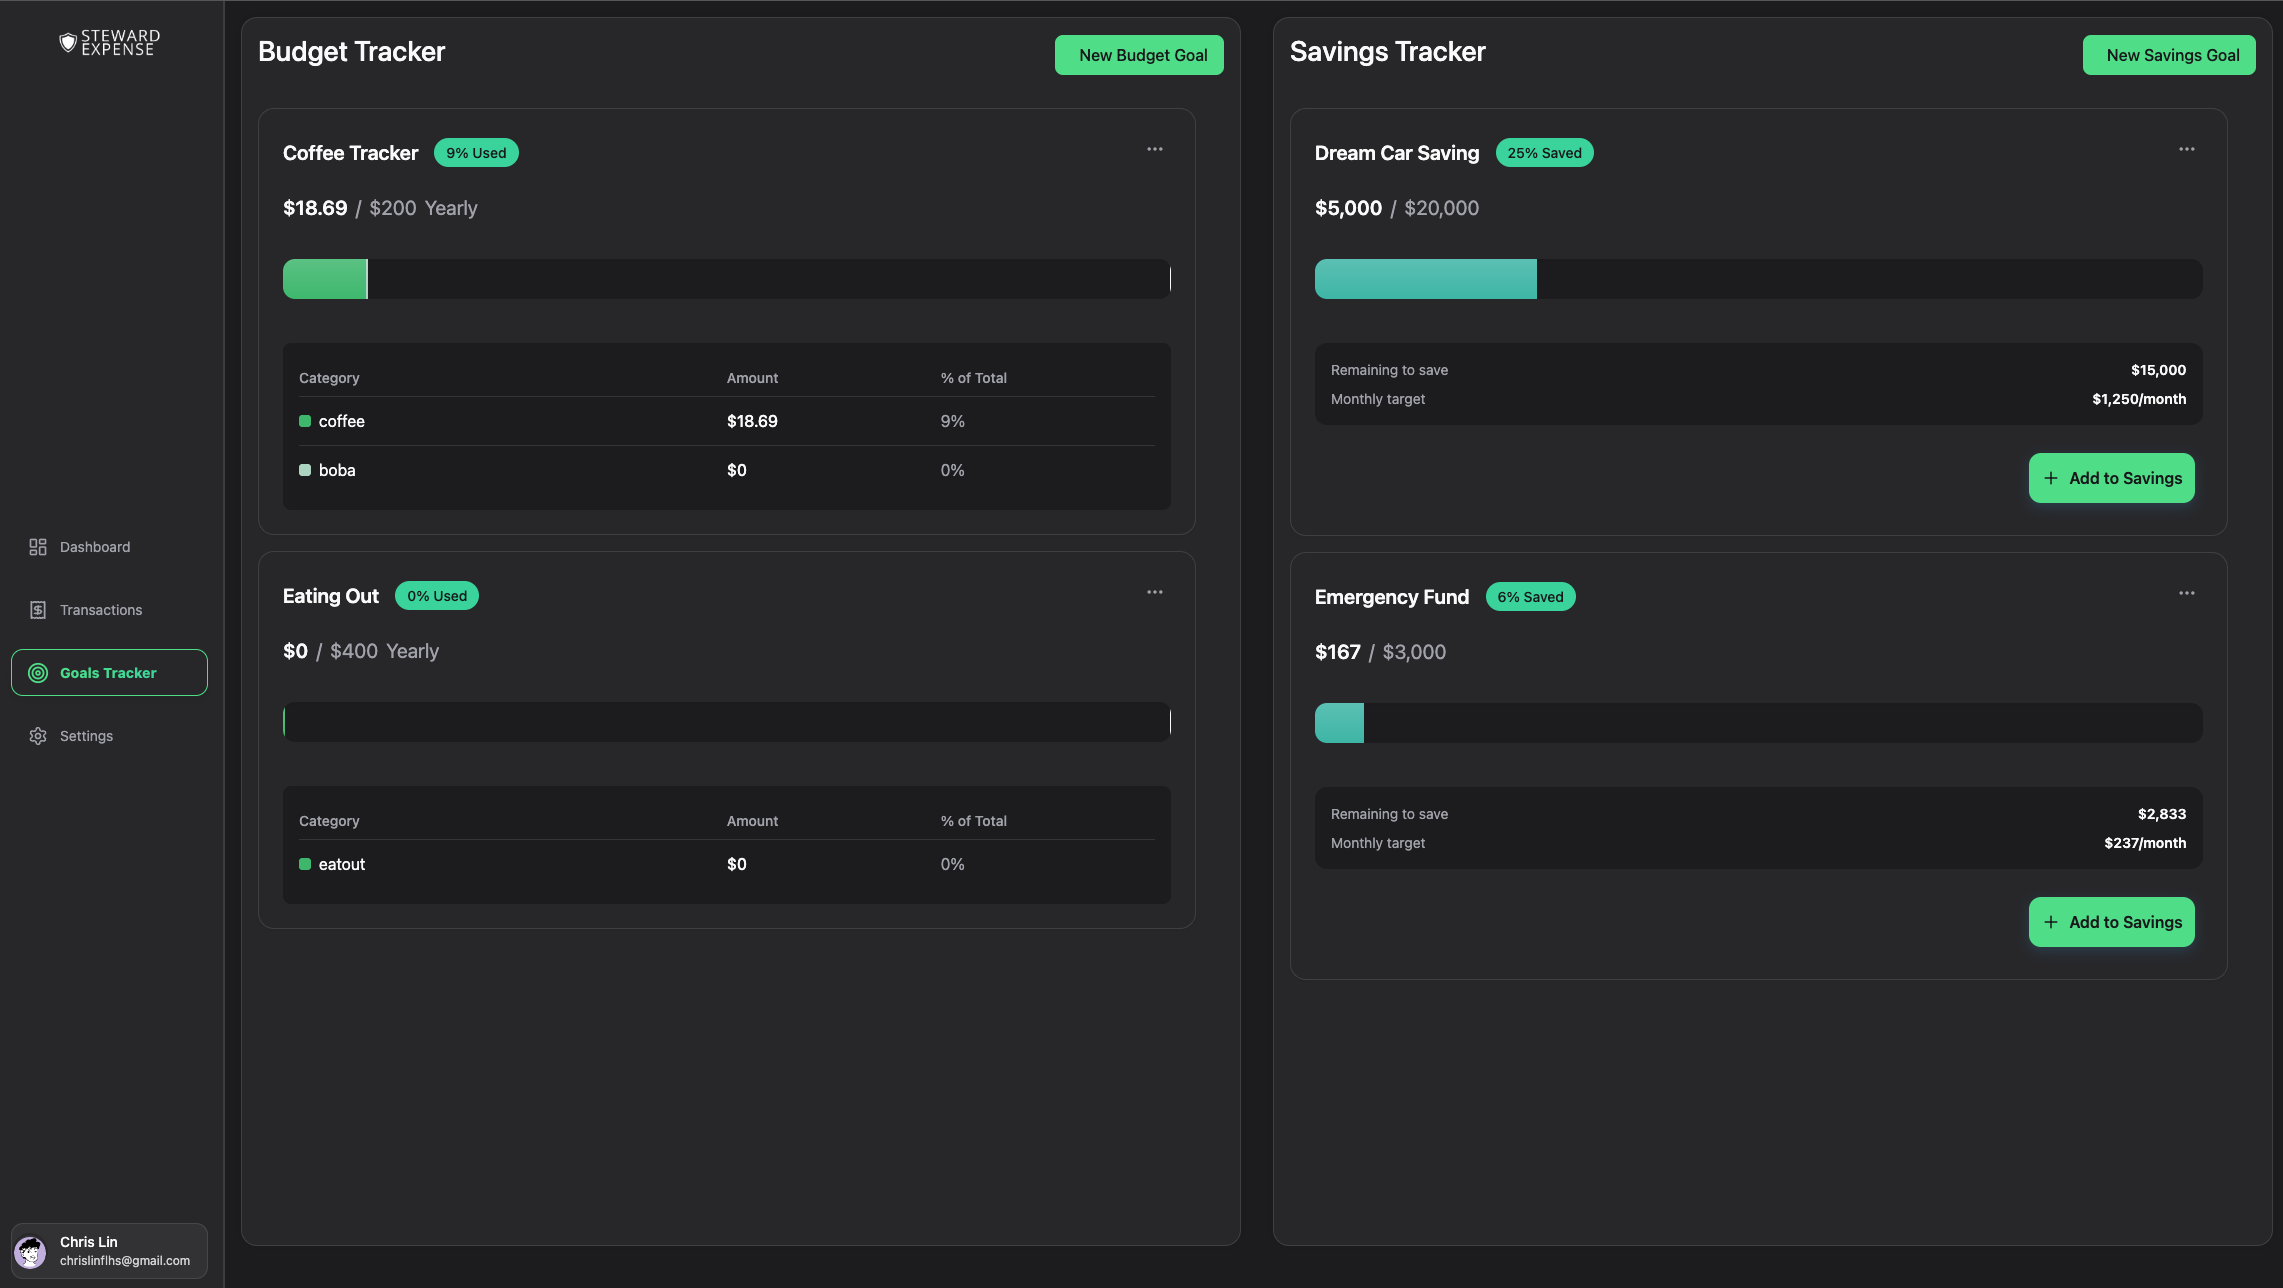 STEWARD
EXPENSE
Dashboard
Transactions
Goals Tracker
Settings
Chris Lin
chrislinflhs@gmail.com
Budget Tracker
New Budget Goal
Coffee Tracker 9% Used
$18.69 / $200 Yearly
Category Amount % of Total
coffee $18.69 9%
boba $0 0%
Eating Out 0% Used
$0 / $400 Yearly
Category Amount % of Total
eatout $0 0%
Savings Tracker
New Savings Goal
Dream Car Saving 25% Saved
$5,000 / $20,000
Remaining to save $15,000
Monthly target $1,250/month
+ Add to Savings
Emergency Fund 6% Saved
$167 / $3,000
Remaining to save $2,833
Monthly target $237/month
+ Add to Savings